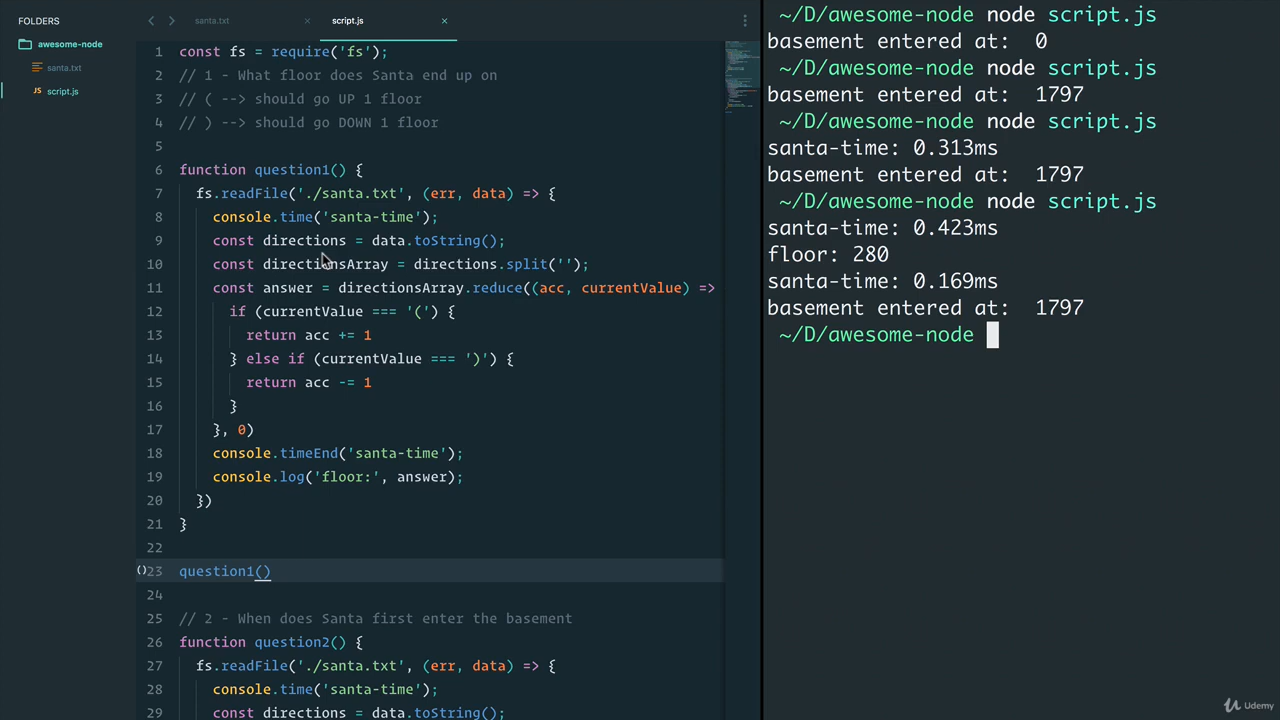 FOLDERS
awesome-node
santa.txt
JS script.js
santa.txt ×
script.js ×
1 const fs = require('fs');
2 // 1 - What floor does Santa end up on
3 // ( --> should go UP 1 floor
4 // ) --> should go DOWN 1 floor
5
6 function question1() {
7 fs.readFile('./santa.txt', (err, data) => {
8 console.time('santa-time');
9 const directions = data.toString();
10 const directionsArray = directions.split('');
11 const answer = directionsArray.reduce((acc, currentValue) =>
12 if (currentValue === '(') {
13 return acc += 1
14 } else if (currentValue === ')') {
15 return acc -= 1
16 }
17 }, 0)
18 console.timeEnd('santa-time');
19 console.log('floor:', answer);
20 })
21 }
22
() 23 question1()
24
25 // 2 - When does Santa first enter the basement
26 function question2() {
27 fs.readFile('./santa.txt', (err, data) => {
28 console.time('santa-time');
29 const directions = data.toString();
~/D/awesome-node node script.js
basement entered at: 0
~/D/awesome-node node script.js
basement entered at: 1797
~/D/awesome-node node script.js
santa-time: 0.313ms
basement entered at: 1797
~/D/awesome-node node script.js
santa-time: 0.423ms
floor: 280
santa-time: 0.169ms
basement entered at: 1797
~/D/awesome-node
Udemy